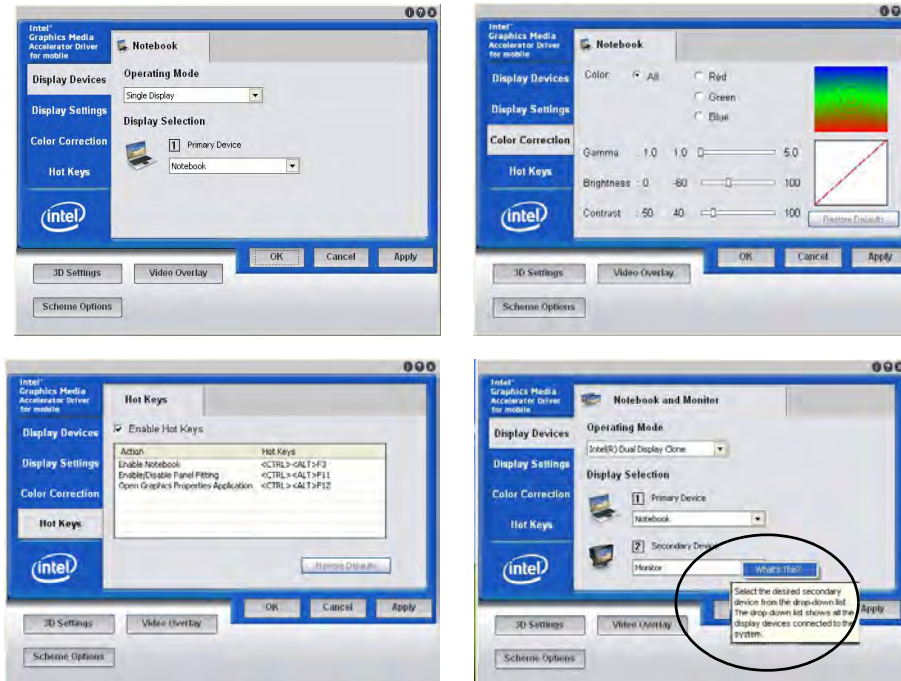 Intel®
Graphics Media
Accelerator Driver
for mobile
Notebook
Display Devices
Display Settings
Color Correction
Hot Keys
intel
Operating Mode
Single Display
Display Selection
1 Primary Device
Notebook
OK Cancel Apply
3D Settings Video Overlay
Scheme Options
Intel®
Graphics Media
Accelerator Driver
for mobile
Notebook
Display Devices
Display Settings
Color Correction
Hot Keys
intel
Color: All Red
Green
Blue
Gamma : 1.0 1.0 5.0
Brightness : 0 -60 100
Contrast : 50 40 100
Restore Defaults
OK Cancel Apply
3D Settings Video Overlay
Scheme Options
Intel®
Graphics Media
Accelerator Driver
for mobile
Hot Keys
Display Devices
Display Settings
Color Correction
Hot Keys
intel
Enable Hot Keys
Action Hot Keys
Enable Notebook <CTRL><ALT>F3
Enable/Disable Panel Fitting <CTRL><ALT>F11
Open Graphics Properties Application <CTRL><ALT>F12
Restore Defaults
OK Cancel Apply
3D Settings Video Overlay
Scheme Options
Intel®
Graphics Media
Accelerator Driver
for mobile
Notebook and Monitor
Display Devices
Display Settings
Color Correction
Hot Keys
intel
Operating Mode
Intel(R) Dual Display Clone
Display Selection
1 Primary Device
Notebook
2 Secondary Device
Monitor
What's This?
Select the desired secondary
device from the drop-down list.
The drop-down list shows all the
display devices connected to the
system.
Apply
3D Settings Video Overlay
Scheme Options